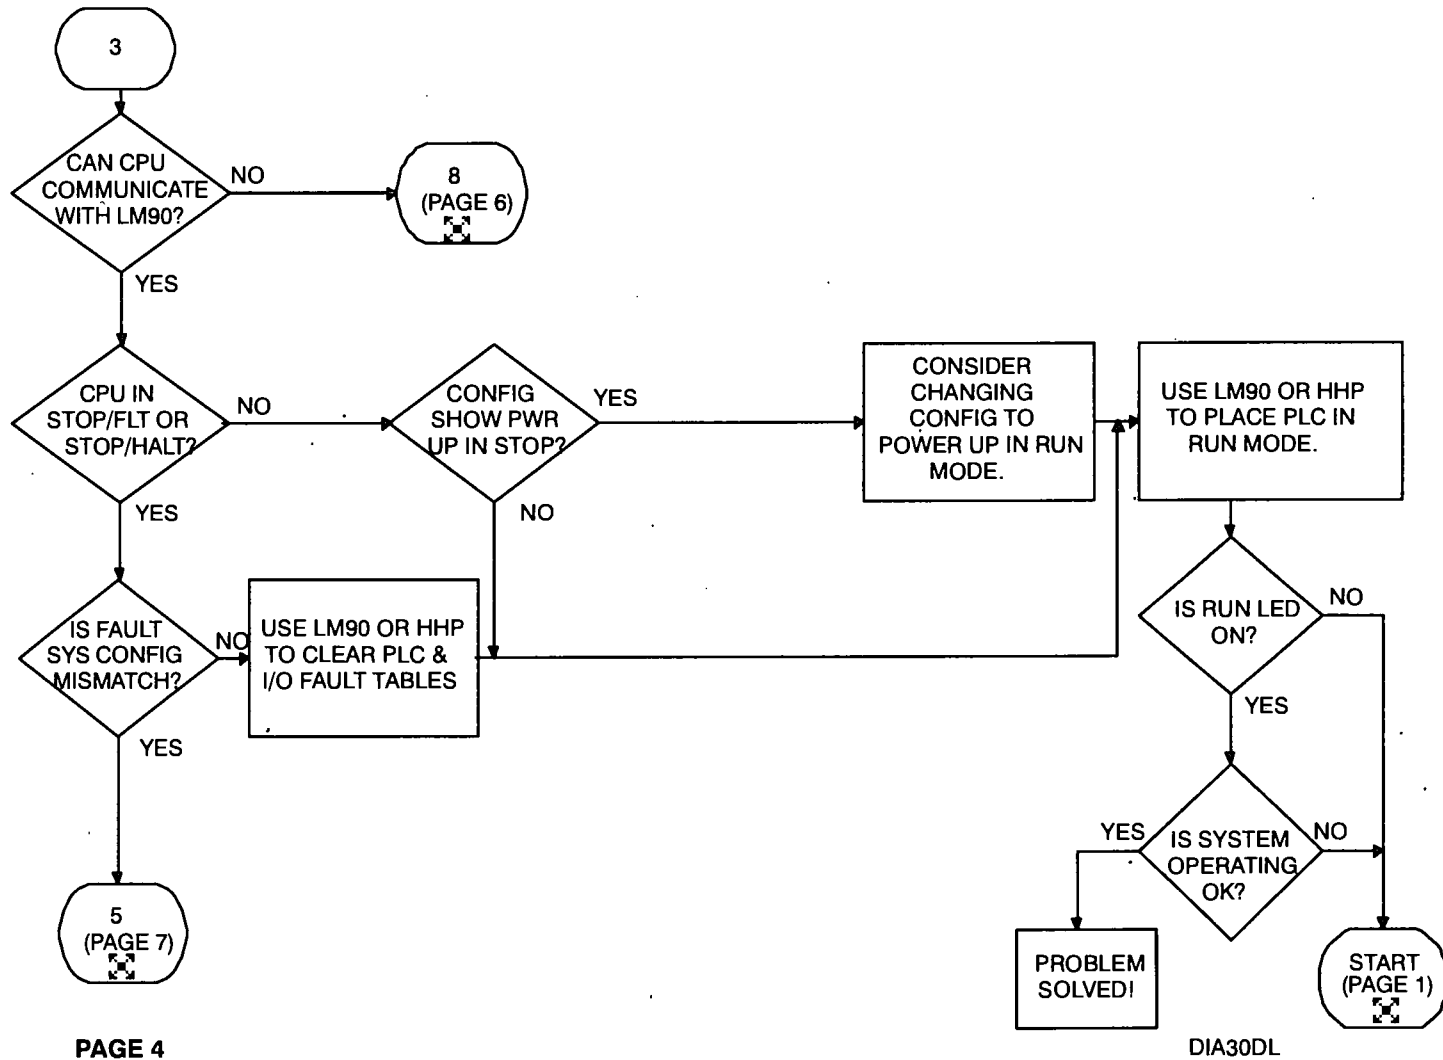 3
CAN CPU
COMMUNICATE
WITH LM90?
NO
8
(PAGE 6)
YES
CPU IN
STOP/FLT OR
STOP/HALT?
NO
CONFIG
SHOW PWR
UP IN STOP?
YES
CONSIDER
CHANGING
CONFIG TO
POWER UP IN RUN
MODE.
USE LM90 OR HHP
TO PLACE PLC IN
RUN MODE.
YES
NO
IS FAULT
SYS CONFIG
MISMATCH?
NO
USE LM90 OR HHP
TO CLEAR PLC &
I/O FAULT TABLES
IS RUN LED
ON?
NO
YES
YES
IS SYSTEM
OPERATING
OK?
YES
NO
5
(PAGE 7)
PROBLEM
SOLVED!
START
(PAGE 1)
PAGE 4
DIA30DL